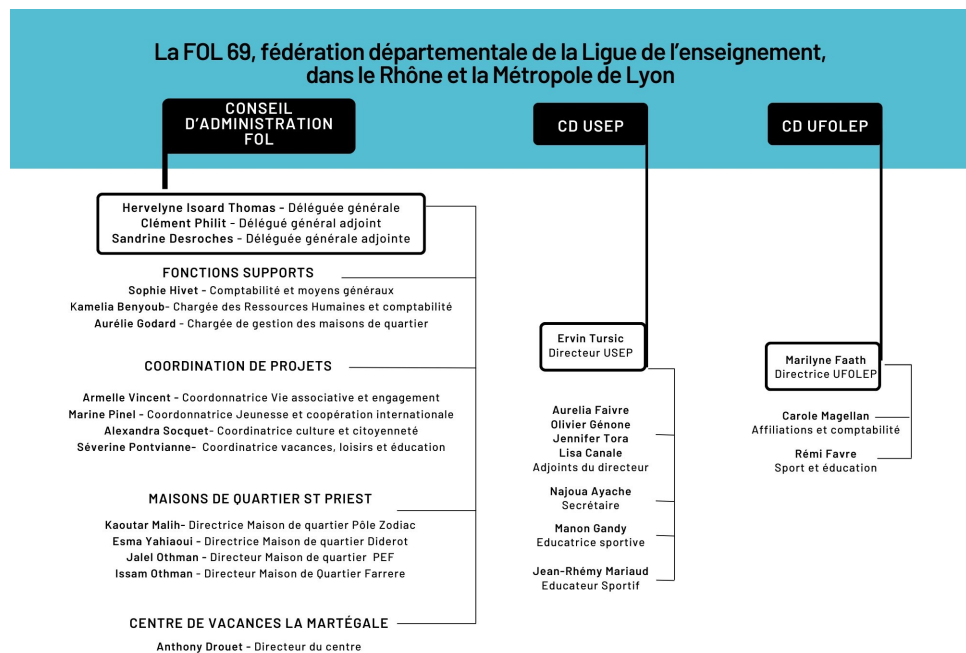 La FOL 69, fédération départementale de la Ligue de l'enseignement,
dans le Rhône et la Métropole de Lyon
CONSEIL
D'ADMINISTRATION
FOL
Hervelyne Isoard Thomas - Déléguée générale
Clément Philit - Délégué général adjoint
Sandrine Desroches - Déléguée générale adjointe
FONCTIONS SUPPORTS
Sophie Hivet - Comptabilité et moyens généraux
Kamelia Benyoub- Chargée des Ressources Humaines et comptabilité
Aurélie Godard - Chargée de gestion des maisons de quartier
COORDINATION DE PROJETS
Armelle Vincent - Coordonnatrice Vie associative et engagement
Marine Pinel - Coordonnatrice Jeunesse et coopération internationale
Alexandra Socquet- Coordinatrice culture et citoyenneté
Séverine Pontvianne- Coordinatrice vacances, loisirs et éducation
MAISONS DE QUARTIER ST PRIEST
Kaoutar Malih- Directrice Maison de quartier Pôle Zodiac
Esma Yahiaoui - Directrice Maison de quartier Diderot
Jalel Othman - Directeur Maison de quartier PEF
Issam Othman - Directeur Maison de Quartier Farrere
CENTRE DE VACANCES LA MARTÉGALE
Anthony Drouet - Directeur du centre
CD USEP
Ervin Tursic
Directeur USEP
Aurelia Faivre
Olivier Génone
Jennifer Tora
Lisa Canale
Adjoints du directeur
Najoua Ayache
Secrétaire
Manon Gandy
Educatrice sportive
Jean-Rhémy Mariaud
Educateur Sportif
CD UFOLEP
Marilyne Faath
Directrice UFOLEP
Carole Magellan
Affiliations et comptabilité
Rémi Favre
Sport et éducation